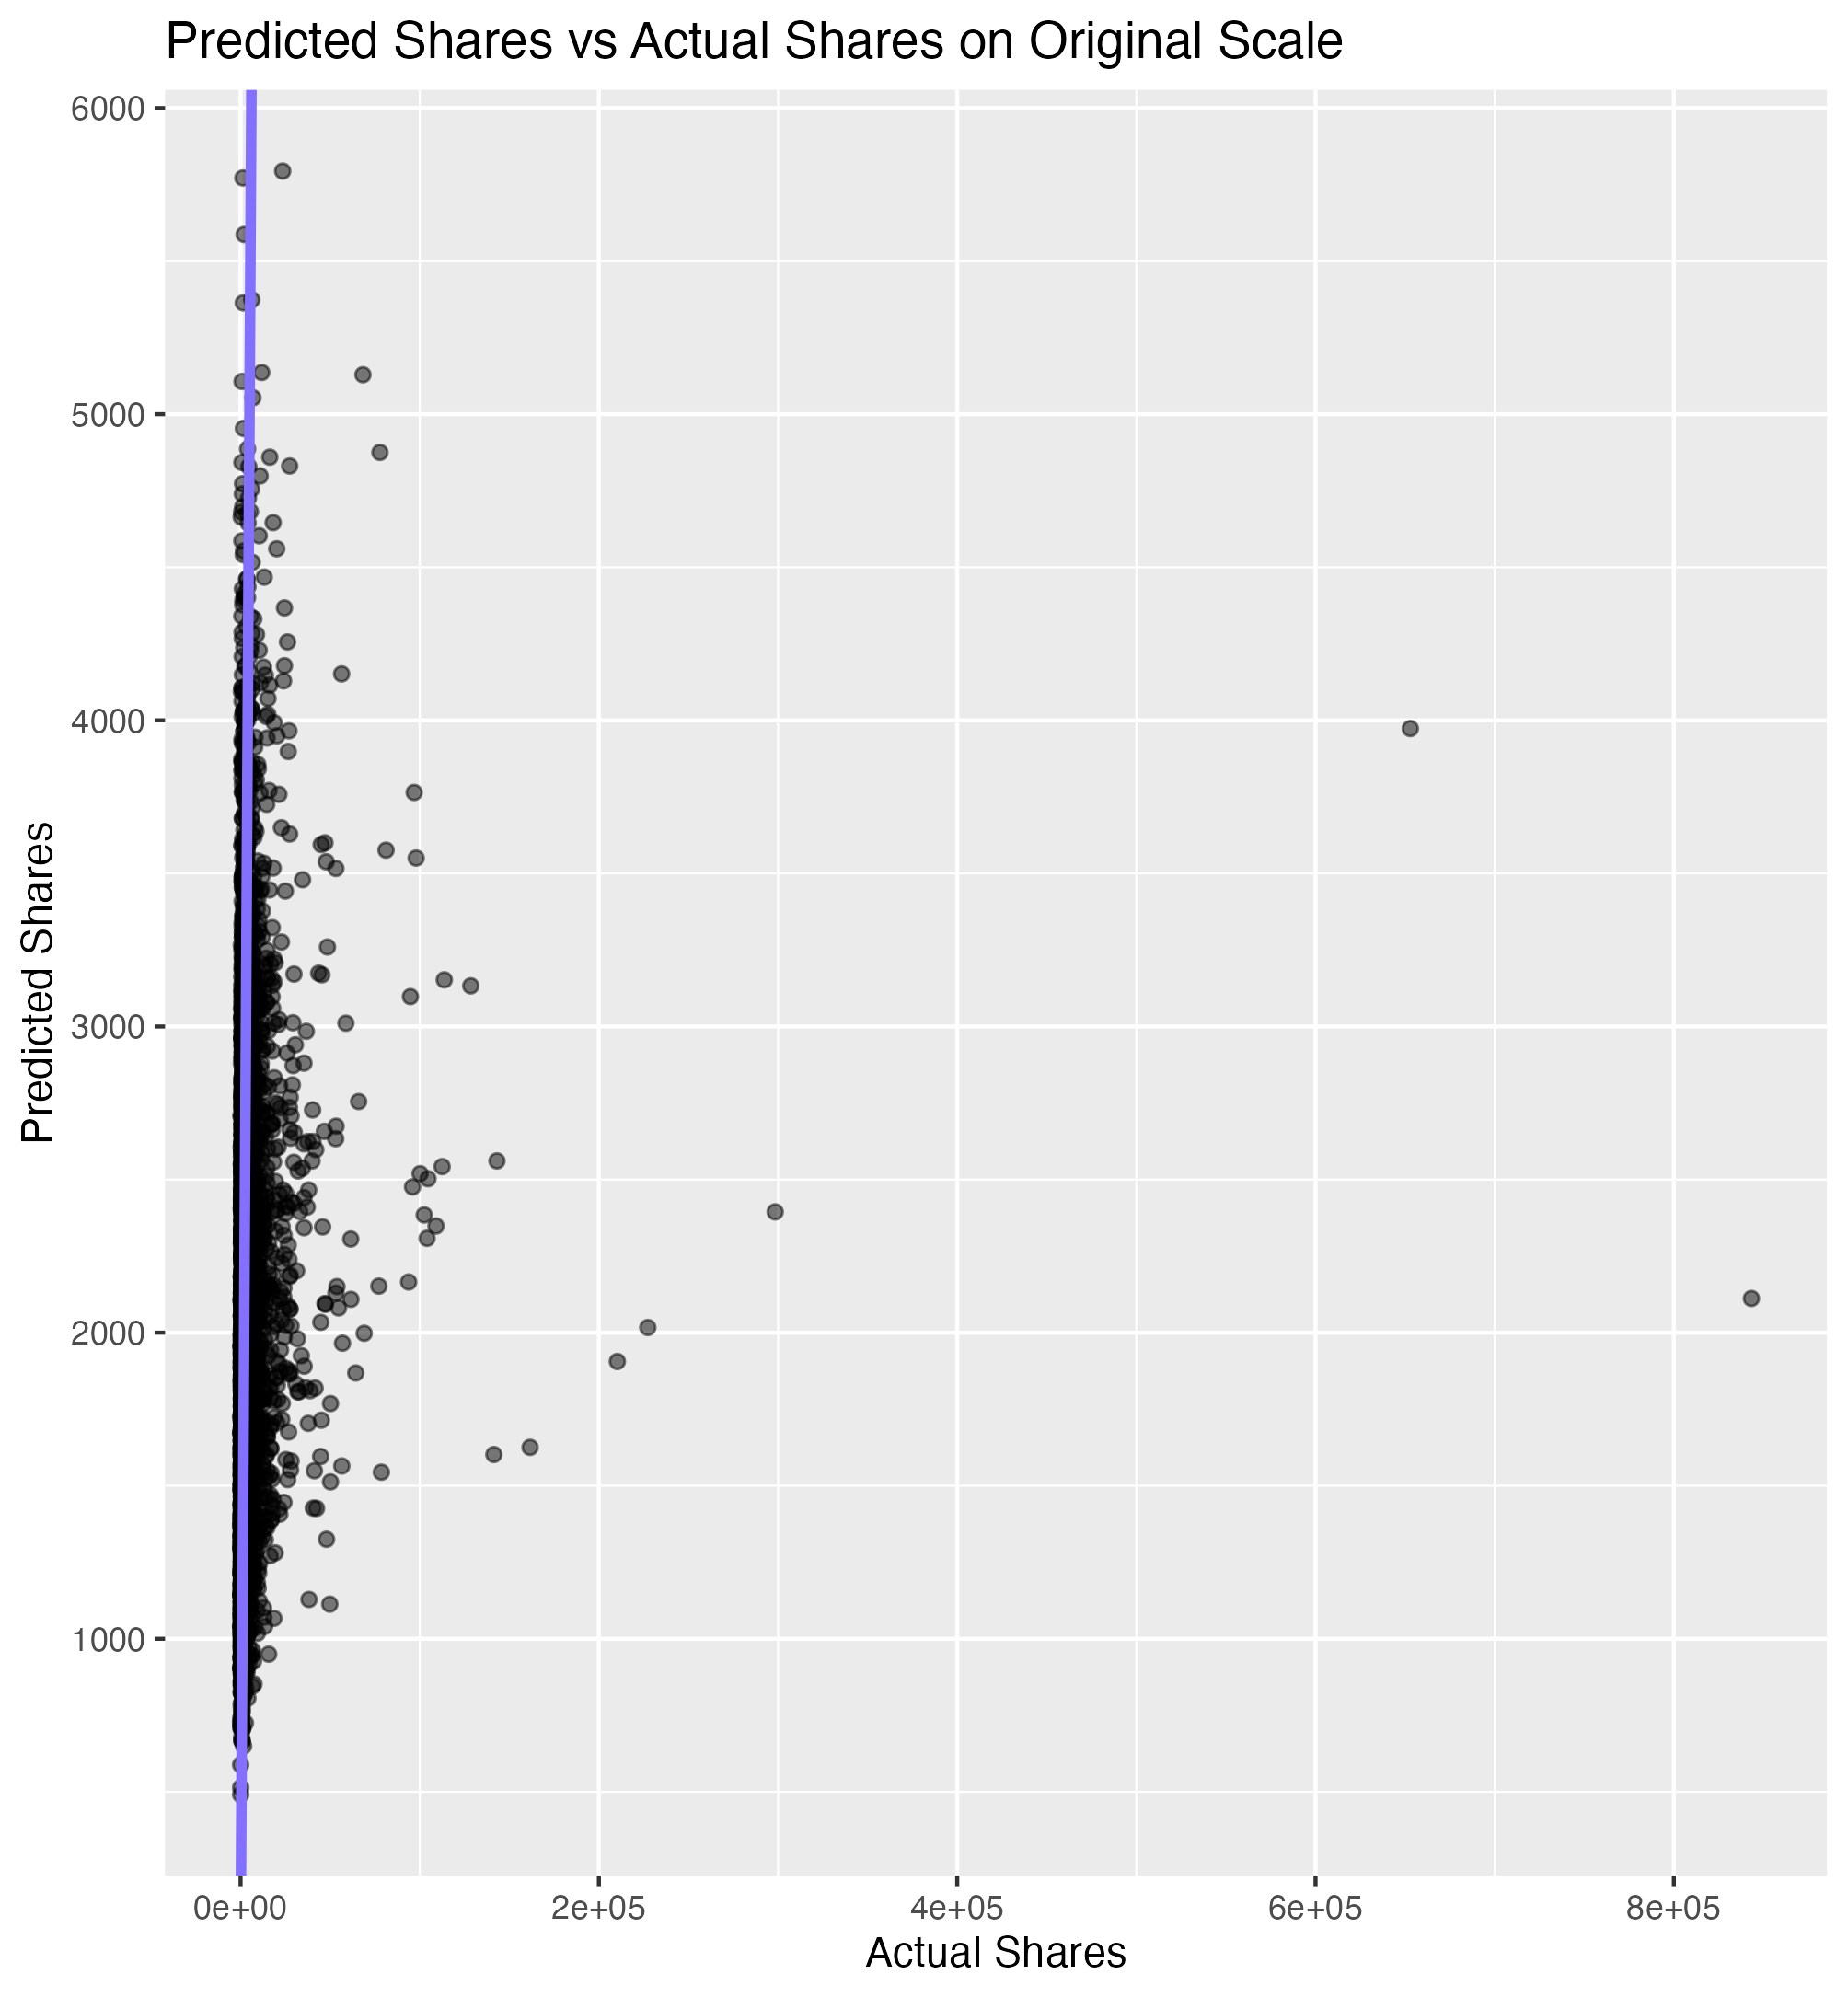 Predicted Shares vs Actual Shares on Original Scale
6000
5000
4000
3000
2000
1000
Predicted Shares
0e+00 2e+05 4e+05 6e+05 8e+05
Actual Shares